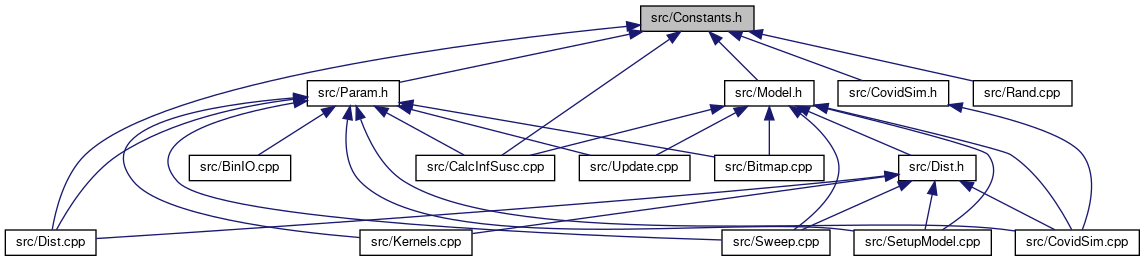 src/Constants.h
src/Param.h
src/Model.h
src/CovidSim.h
src/Rand.cpp
src/BinIO.cpp
src/CalcInfSusc.cpp
src/Update.cpp
src/Bitmap.cpp
src/Dist.h
src/Dist.cpp
src/Kernels.cpp
src/Sweep.cpp
src/SetupModel.cpp
src/CovidSim.cpp